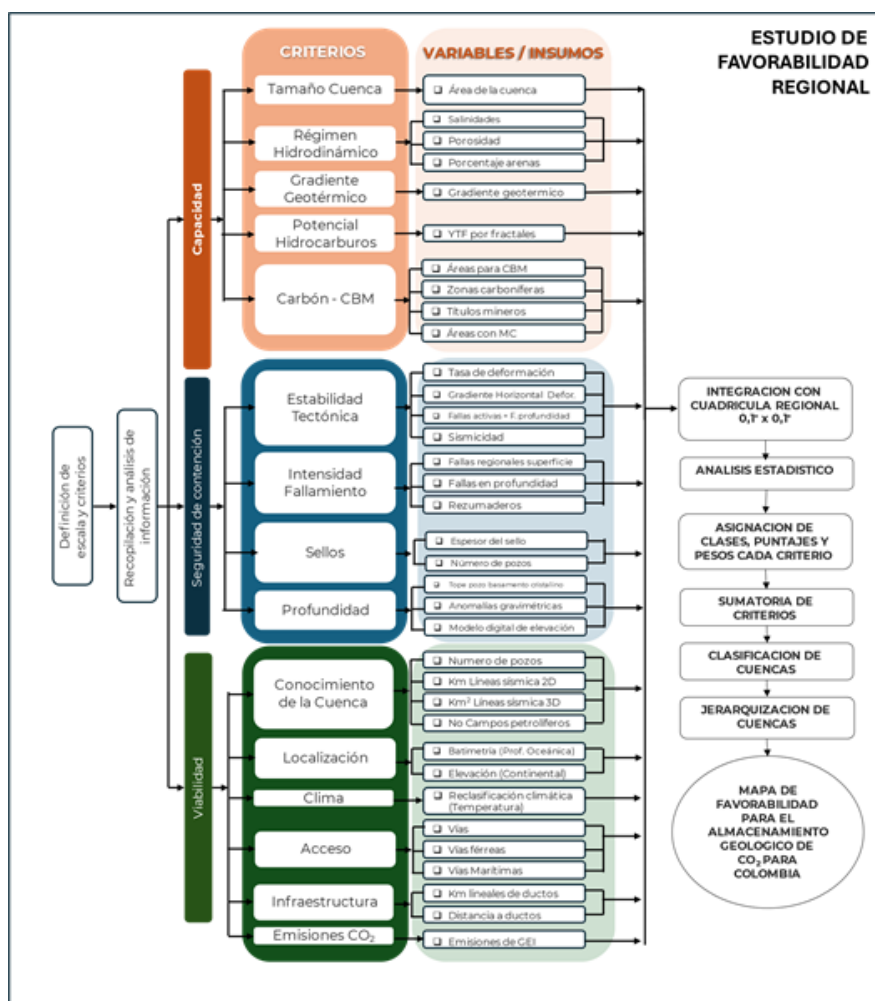 ESTUDIO DE
FAVORABILIDAD
REGIONAL
CRITERIOS
VARIABLES / INSUMOS
Definición de
escala y criterios
Recopilación y análisis de
información
Capacidad
Tamaño Cuenca
Área de la cuenca
Régimen
Hidrodinámico
Salinidades
Porosidad
Porcentaje arenas
Gradiente
Geotérmico
Gradiente geotermico
Potencial
Hidrocarburos
YTF por fractales
Carbón - CBM
Áreas para CBM
Zonas carboníferas
Títulos mineros
Áreas con MC
Seguridad de contención
Estabilidad
Tectónica
Tasa de deformación
Gradiente Horizontal Defor.
Fallas activas + F. profundidad
Sismicidad
Intensidad
Fallamiento
Fallas regionales superficie
Fallas en profundidad
Rezumaderos
Sellos
Espesor del sello
Número de pozos
Profundidad
Tope pozo basamento cristalino
Anomalías gravimétricas
Modelo digital de elevación
Viabilidad
Conocimiento
de la Cuenca
Numero de pozos
Km Líneas sísmica 2D
Km² Líneas sísmica 3D
No Campos petrolíferos
Localización
Batimetría (Prof. Oceánica)
Elevación (Continental)
Clima
Reclasificación climática
(Temperatura)
Acceso
Vías
Vías férreas
Vías Marítimas
Infraestructura
Km lineales de ductos
Distancia a ductos
Emisiones CO₂
Emisiones de GEI
INTEGRACION CON
CUADRICULA REGIONAL
0,1° x 0,1°
ANALISIS ESTADISTICO
ASIGNACION DE
CLASES, PUNTAJES Y
PESOS CADA CRITERIO
SUMATORIA DE
CRITERIOS
CLASIFICACION DE
CUENCAS
JERARQUIZACION DE
CUENCAS
MAPA DE
FAVORABILIDAD
PARA EL
ALMACENAMIENTO
GEOLOGICO DE
CO₂ PARA
COLOMBIA